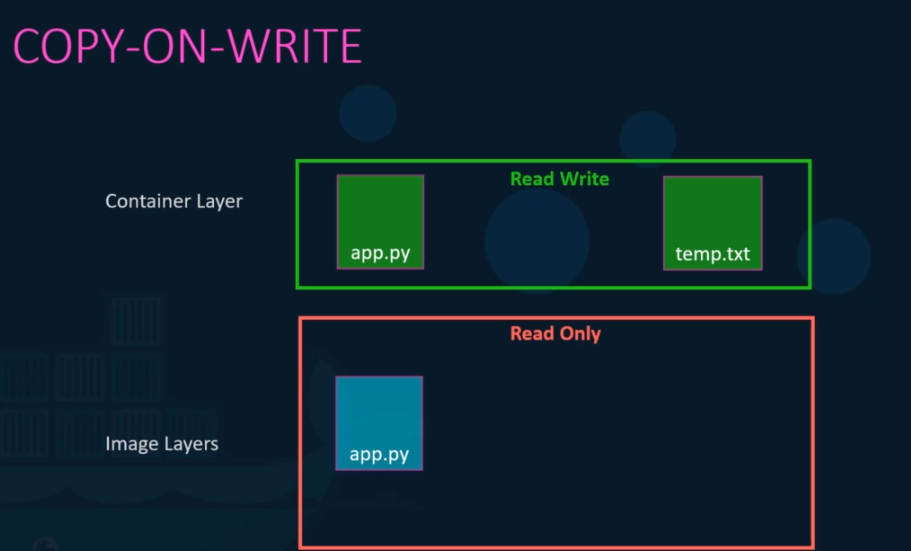 COPY-ON-WRITE
Container Layer
Read Write
app.py
temp.txt
Read Only
Image Layers
app.py